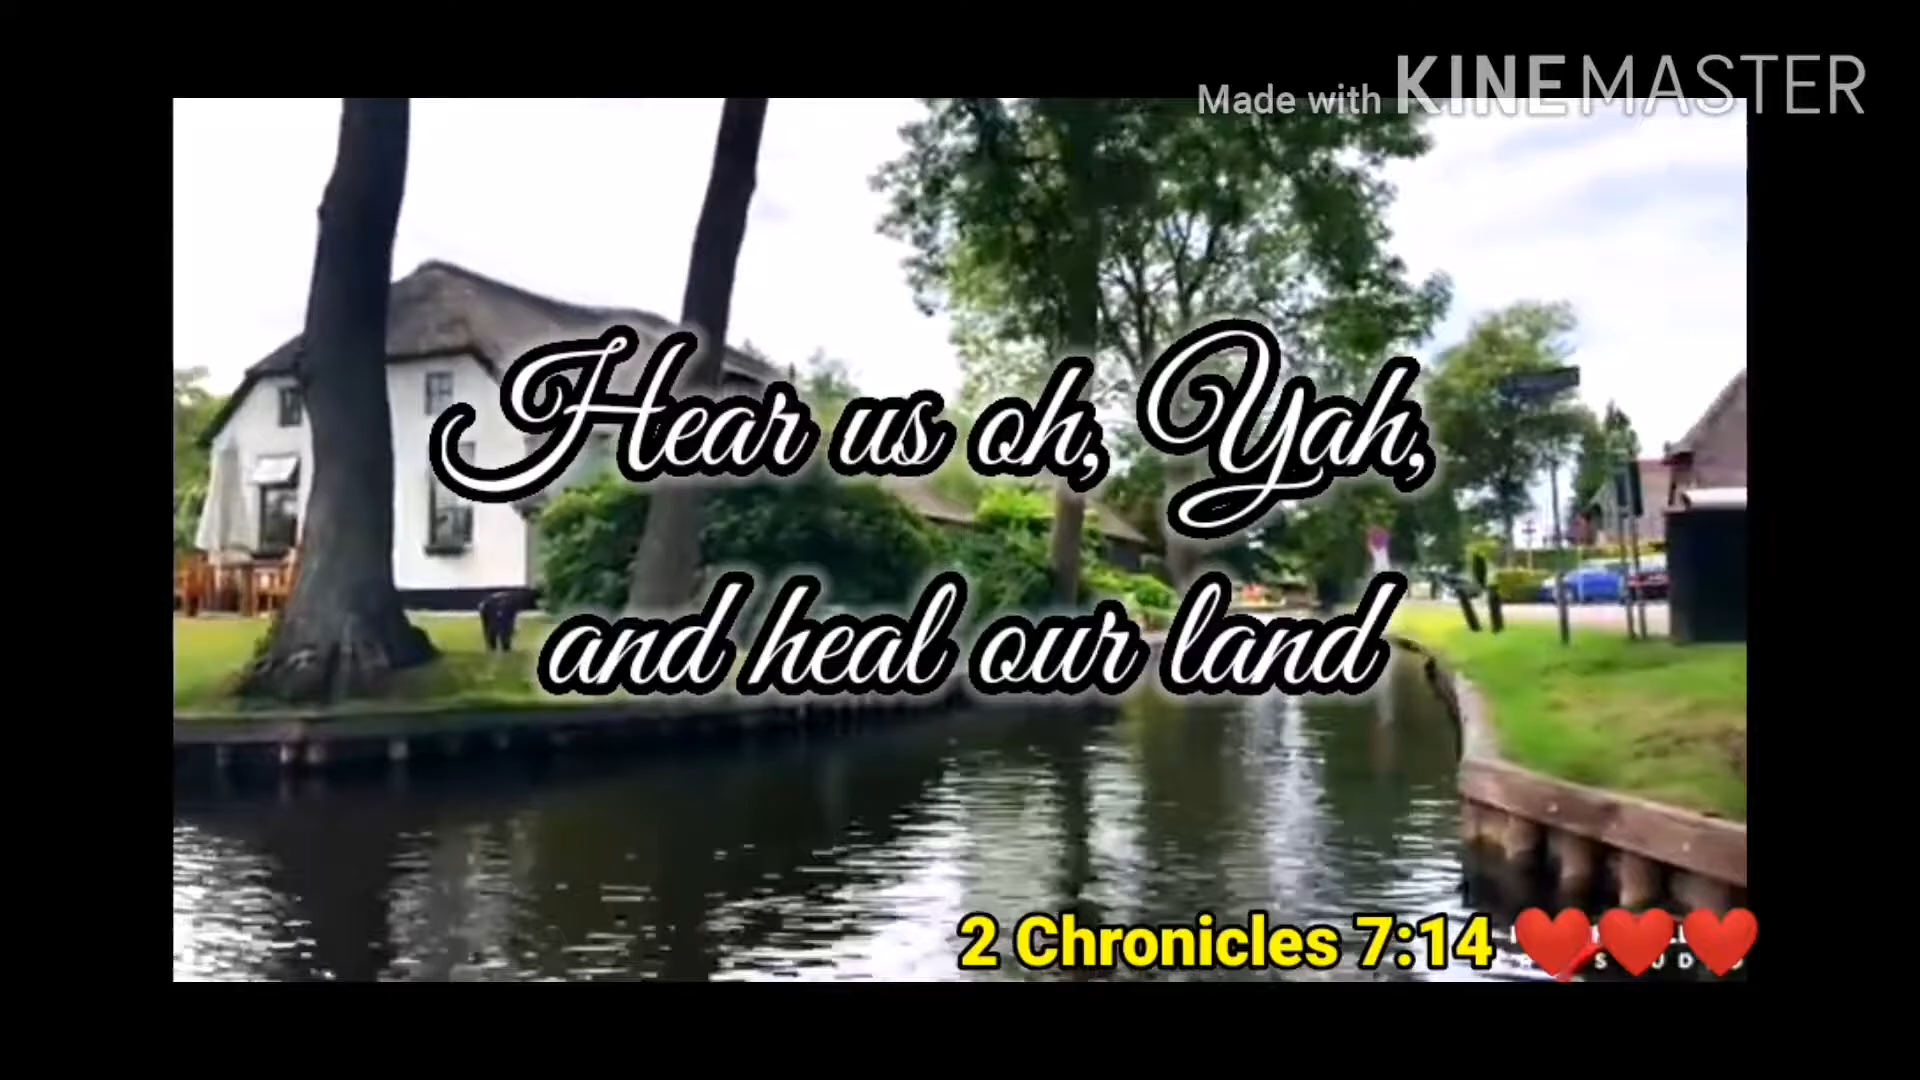 Made with KINEMASTER
Hear us oh, Yah,
and heal our land
2 Chronicles 7:14 ❤️❤️❤️